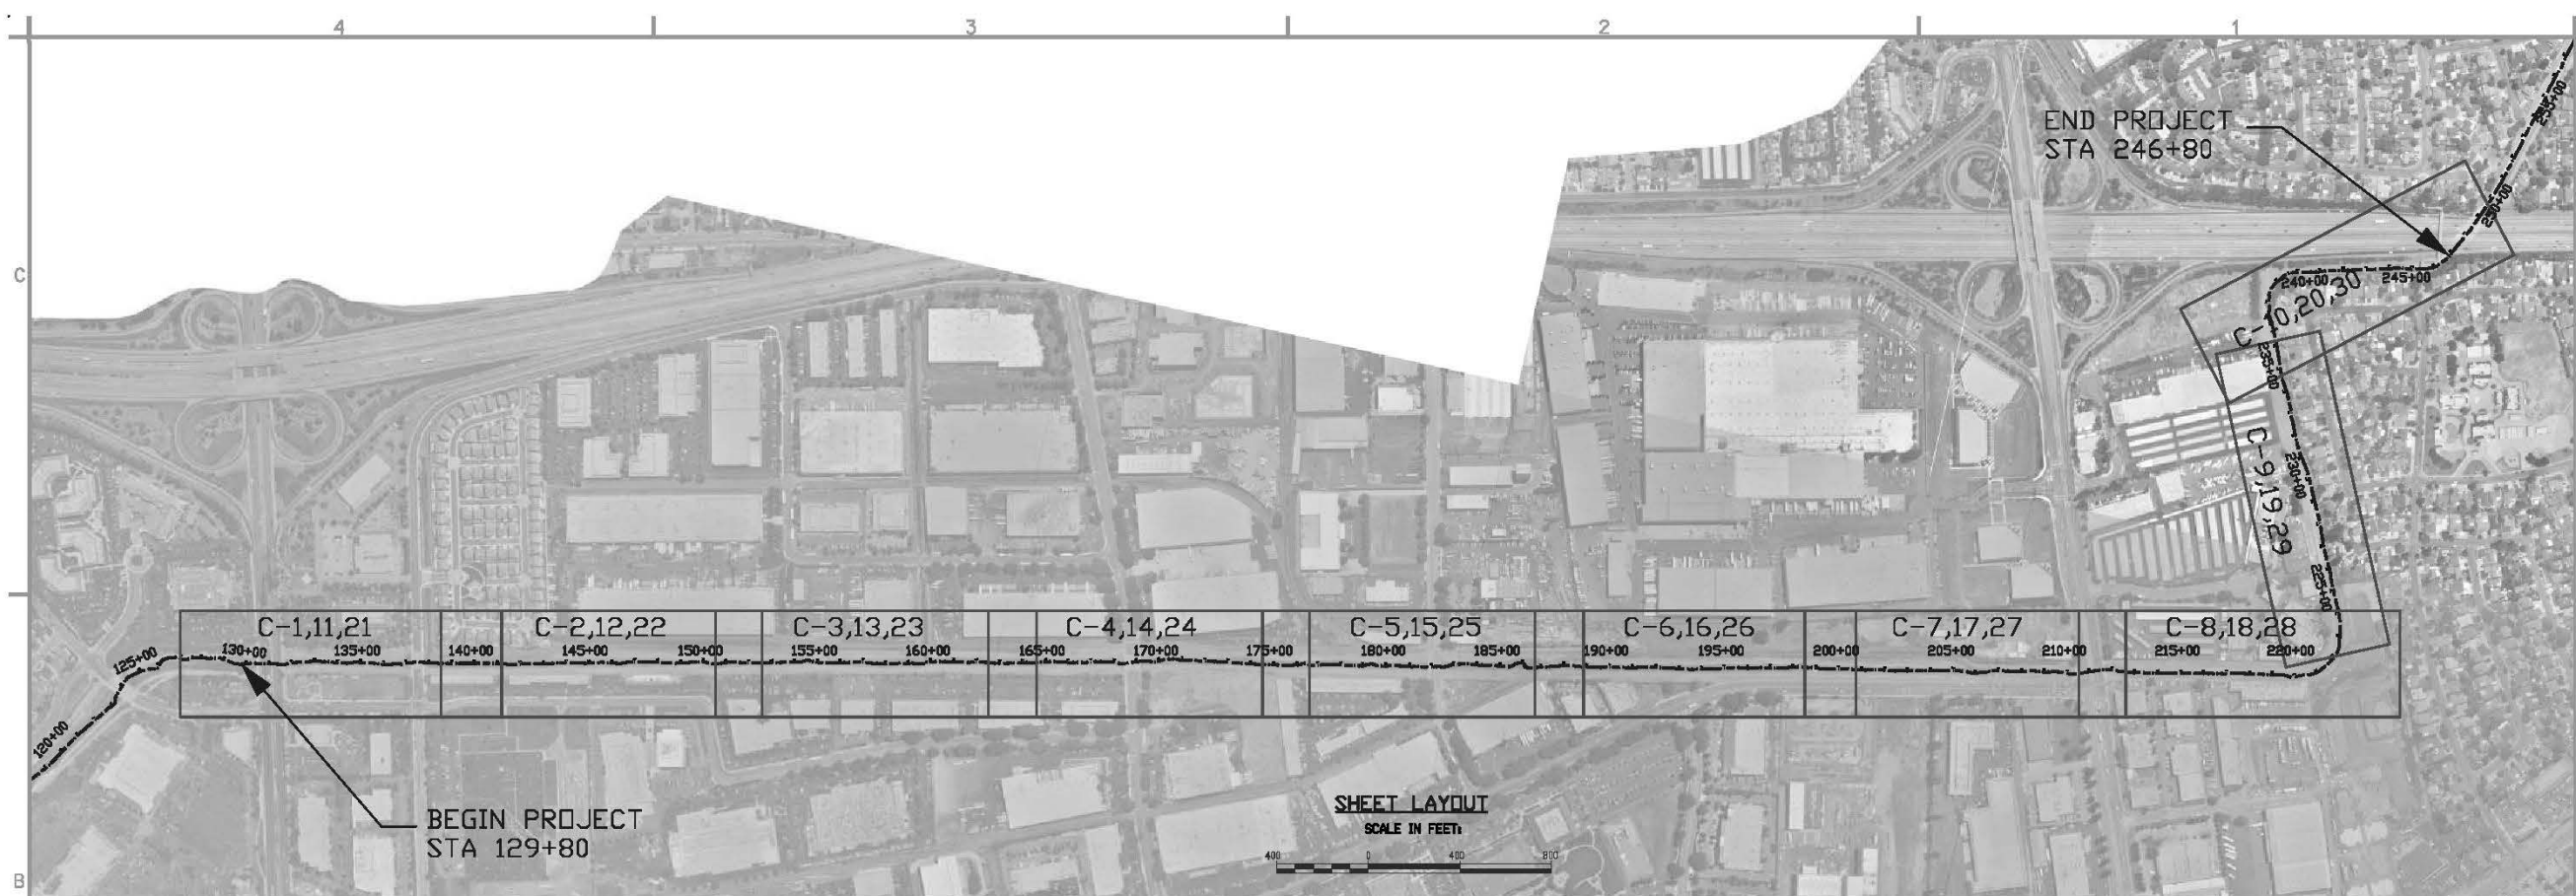 4 3 2 1
END PROJECT
STA 246+80
255+00
250+00
C
240+00 245+00
C-10,20,30
235+00
C-9,19,29
230+00
225+00
C-1,11,21 C-2,12,22 C-3,13,23 C-4,14,24 C-5,15,25 C-6,16,26 C-7,17,27 C-8,18,28
120+00 125+00 130+00 135+00 140+00 145+00 150+00 155+00 160+00 165+00 170+00 175+00 180+00 185+00 190+00 195+00 200+00 205+00 210+00 215+00 220+00
BEGIN PROJECT
STA 129+80
SHEET LAYOUT
SCALE IN FEET:
400 0 400 800
B